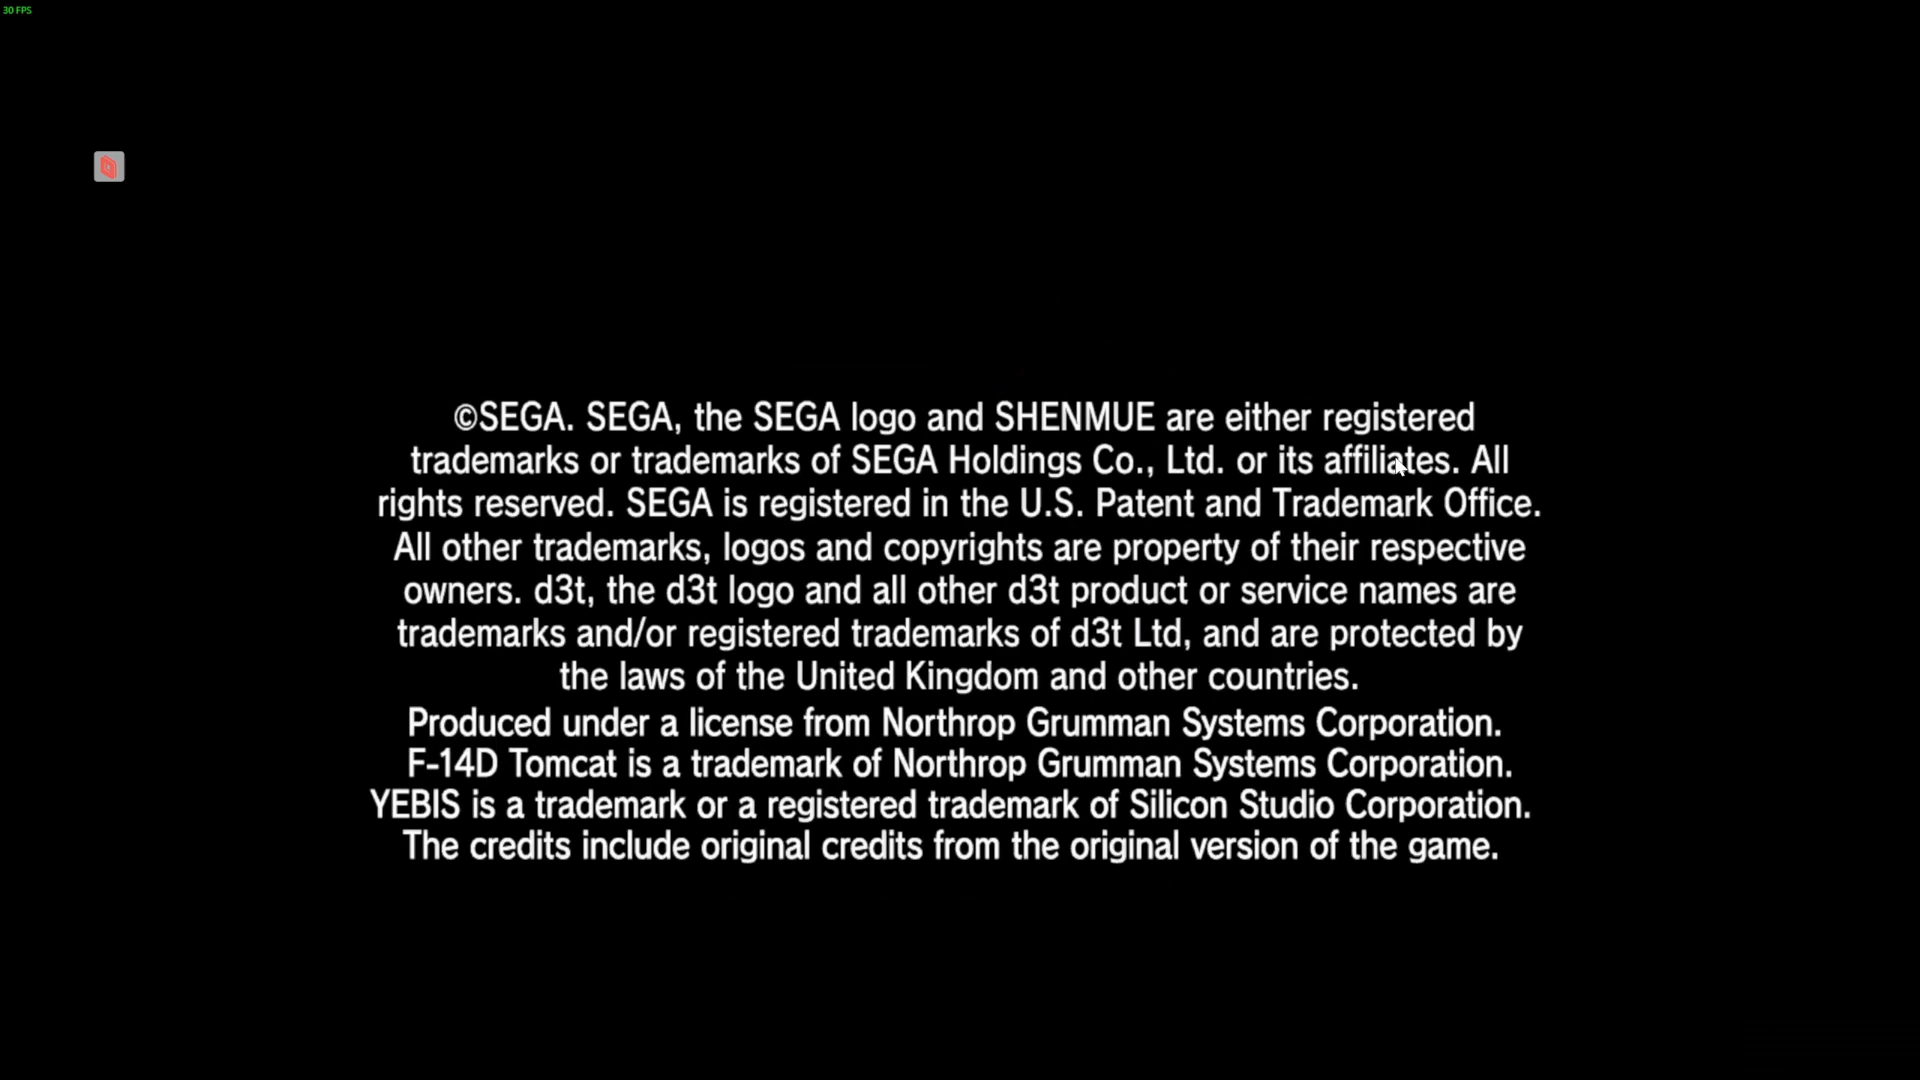 30 FPS
©SEGA. SEGA, the SEGA logo and SHENMUE are either registered
trademarks or trademarks of SEGA Holdings Co., Ltd. or its affiliates. All
rights reserved. SEGA is registered in the U.S. Patent and Trademark Office.
All other trademarks, logos and copyrights are property of their respective
owners. d3t, the d3t logo and all other d3t product or service names are
trademarks and/or registered trademarks of d3t Ltd, and are protected by
the laws of the United Kingdom and other countries.
Produced under a license from Northrop Grumman Systems Corporation.
F-14D Tomcat is a trademark of Northrop Grumman Systems Corporation.
YEBIS is a trademark or a registered trademark of Silicon Studio Corporation.
The credits include original credits from the original version of the game.